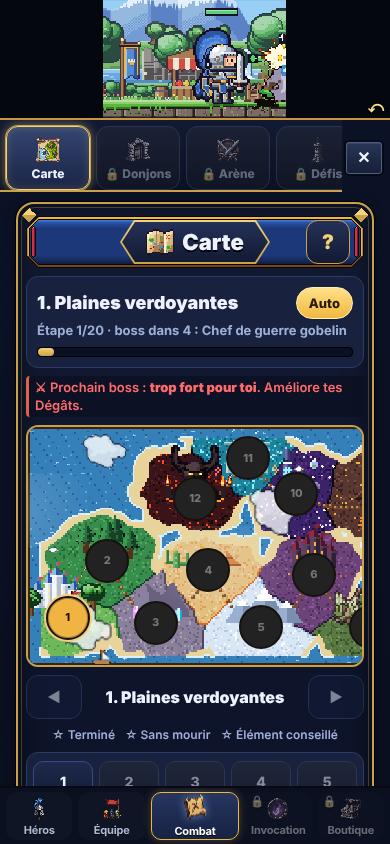 Carte
Donjons
Arène
Défis
Carte
?
1. Plaines verdoyantes
Auto
Étape 1/20 · boss dans 4 : Chef de guerre gobelin
Prochain boss : trop fort pour toi. Améliore tes
Dégâts.
11
12
10
2
4
6
1
3
5
1. Plaines verdoyantes
☆ Terminé ☆ Sans mourir ☆ Élément conseillé
1 2 3 4 5
Héros
Équipe
Combat
Invocation
Boutique